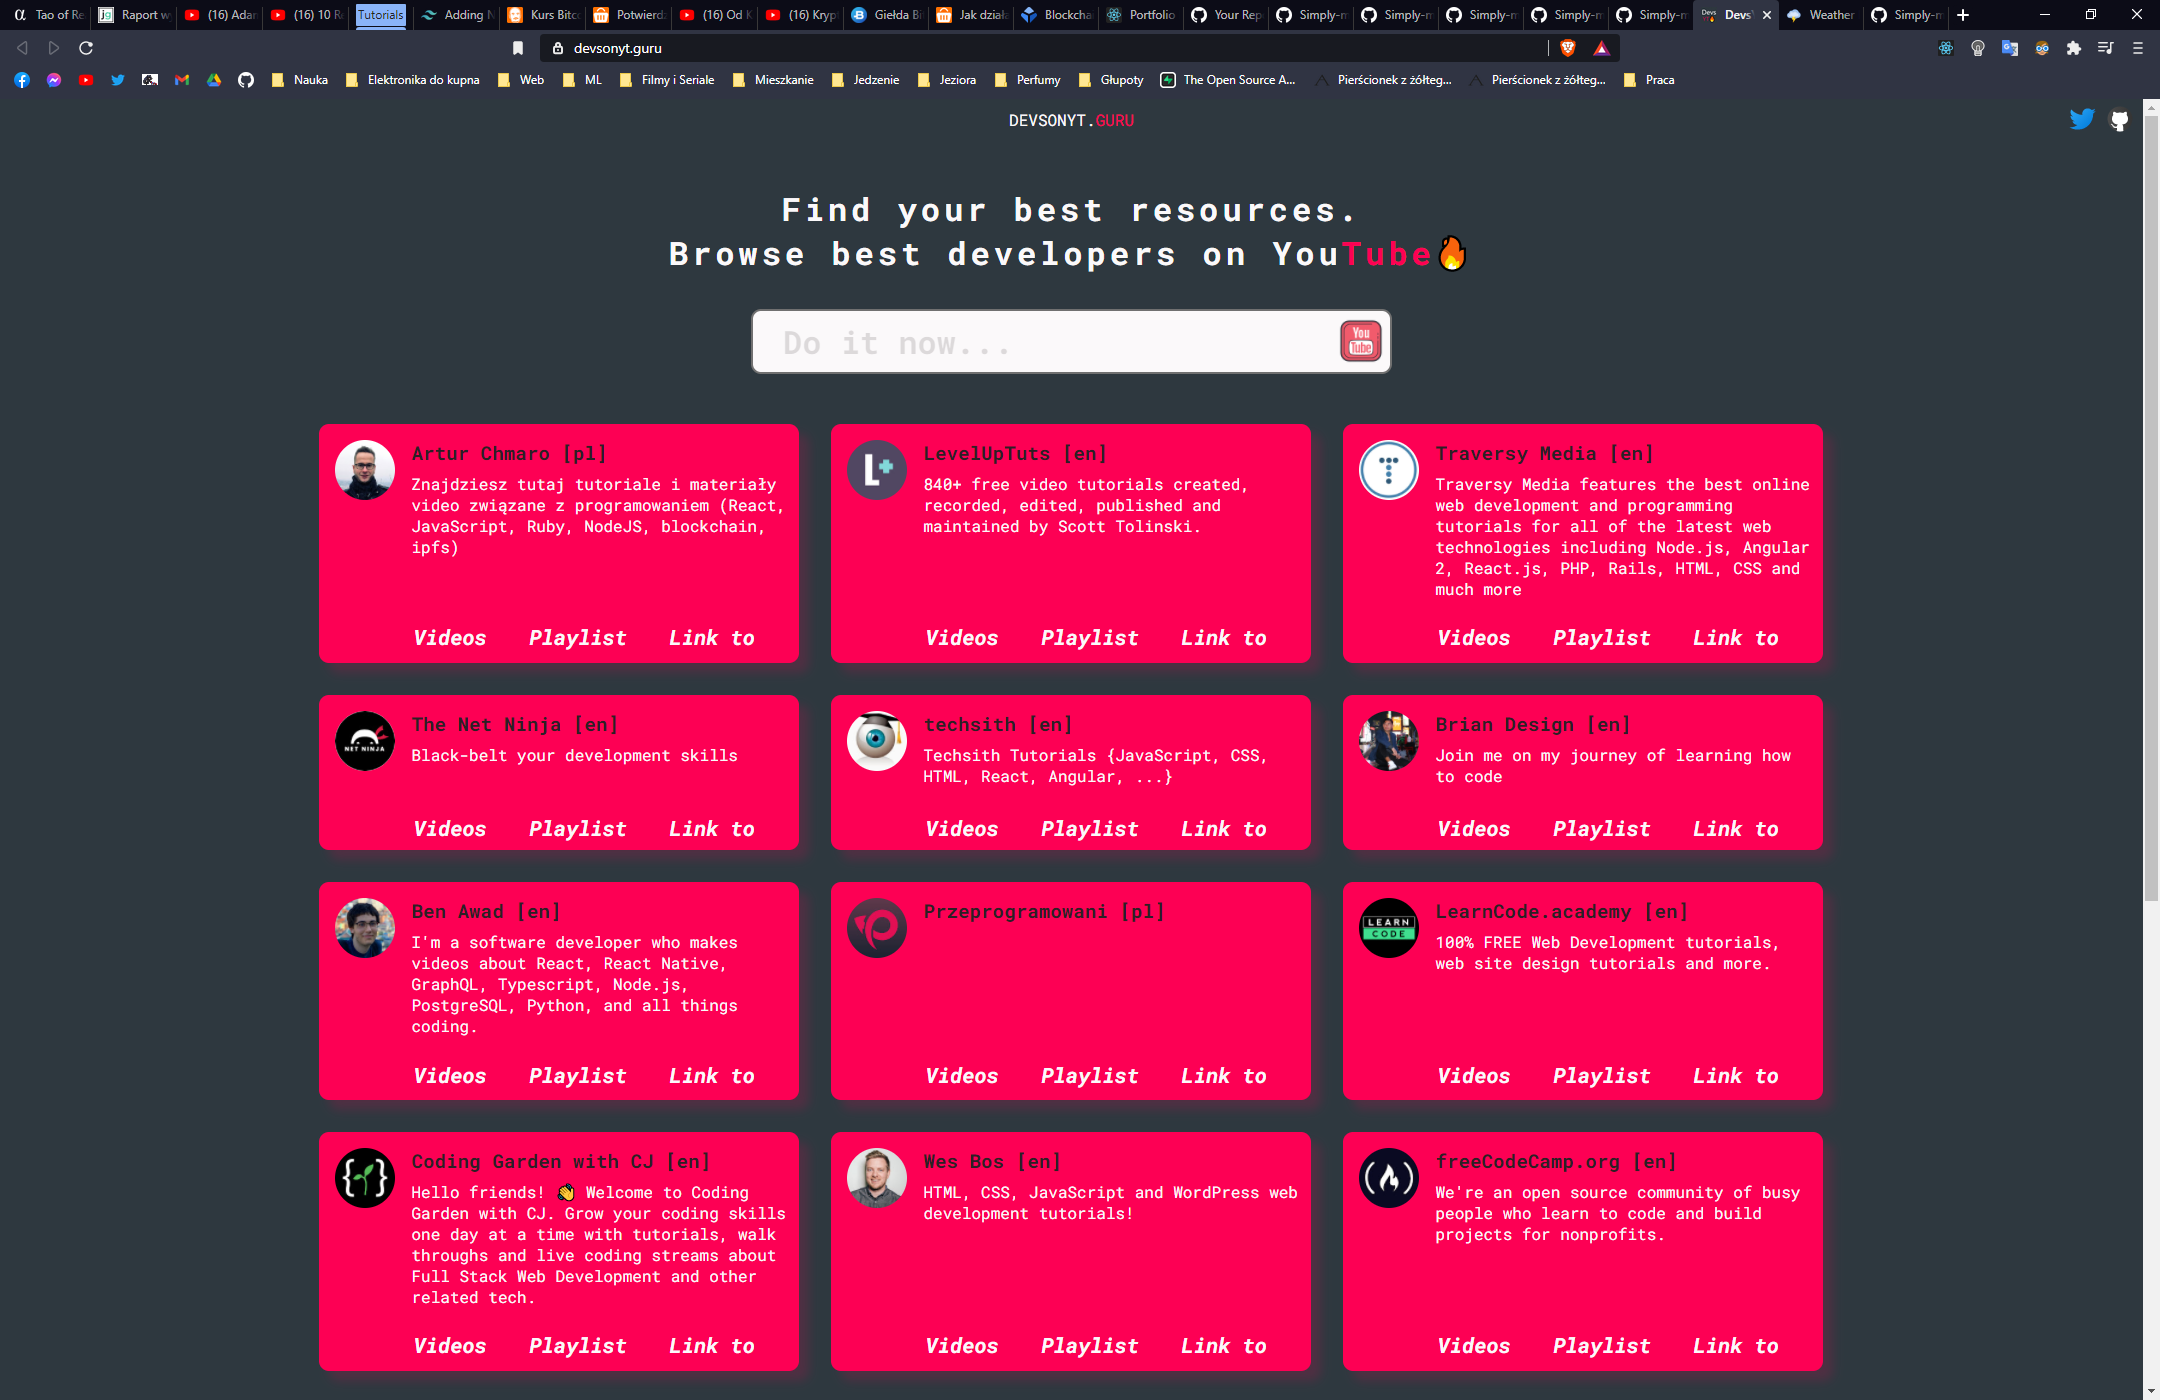 Tao of Re
Raport w
(16) Adar
(16) 10 R
Tutorials
Adding N
Kurs Bitc
Potwierd
(16) Od K
(16) Kryp
Giełda Bi
Jak dział
Blockcha
Portfolio
Your Rep
Simply-m
Simply-m
Simply-m
Simply-m
Simply-m
Devs
Weather
Simply-m
devsonyt.guru
Nauka
Elektronika do kupna
Web
ML
Filmy i Seriale
Mieszkanie
Jedzenie
Jeziora
Perfumy
Głupoty
The Open Source A...
Pierścionek z żółteg...
Pierścionek z żółteg...
Praca
DEVSONYT.GURU
Find your best resources.
Browse best developers on YouTube🔥
Do it now...
You
Tube
Artur Chmaro [pl]
Znajdziesz tutaj tutoriale i materiały
video związane z programowaniem (React,
JavaScript, Ruby, NodeJS, blockchain,
ipfs)
Videos Playlist Link to
LevelUpTuts [en]
840+ free video tutorials created,
recorded, edited, published and
maintained by Scott Tolinski.
Videos Playlist Link to
Traversy Media [en]
Traversy Media features the best online
web development and programming
tutorials for all of the latest web
technologies including Node.js, Angular
2, React.js, PHP, Rails, HTML, CSS and
much more
Videos Playlist Link to
NET NINJA
The Net Ninja [en]
Black-belt your development skills
Videos Playlist Link to
techsith [en]
Techsith Tutorials {JavaScript, CSS,
HTML, React, Angular, ...}
Videos Playlist Link to
Brian Design [en]
Join me on my journey of learning how
to code
Videos Playlist Link to
Ben Awad [en]
I'm a software developer who makes
videos about React, React Native,
GraphQL, Typescript, Node.js,
PostgreSQL, Python, and all things
coding.
Videos Playlist Link to
Przeprogramowani [pl]
Videos Playlist Link to
LEARN
CODE
LearnCode.academy [en]
100% FREE Web Development tutorials,
web site design tutorials and more.
Videos Playlist Link to
Coding Garden with CJ [en]
Hello friends! 👋 Welcome to Coding
Garden with CJ. Grow your coding skills
one day at a time with tutorials, walk
throughs and live coding streams about
Full Stack Web Development and other
related tech.
Videos Playlist Link to
Wes Bos [en]
HTML, CSS, JavaScript and WordPress web
development tutorials!
Videos Playlist Link to
freeCodeCamp.org [en]
We're an open source community of busy
people who learn to code and build
projects for nonprofits.
Videos Playlist Link to